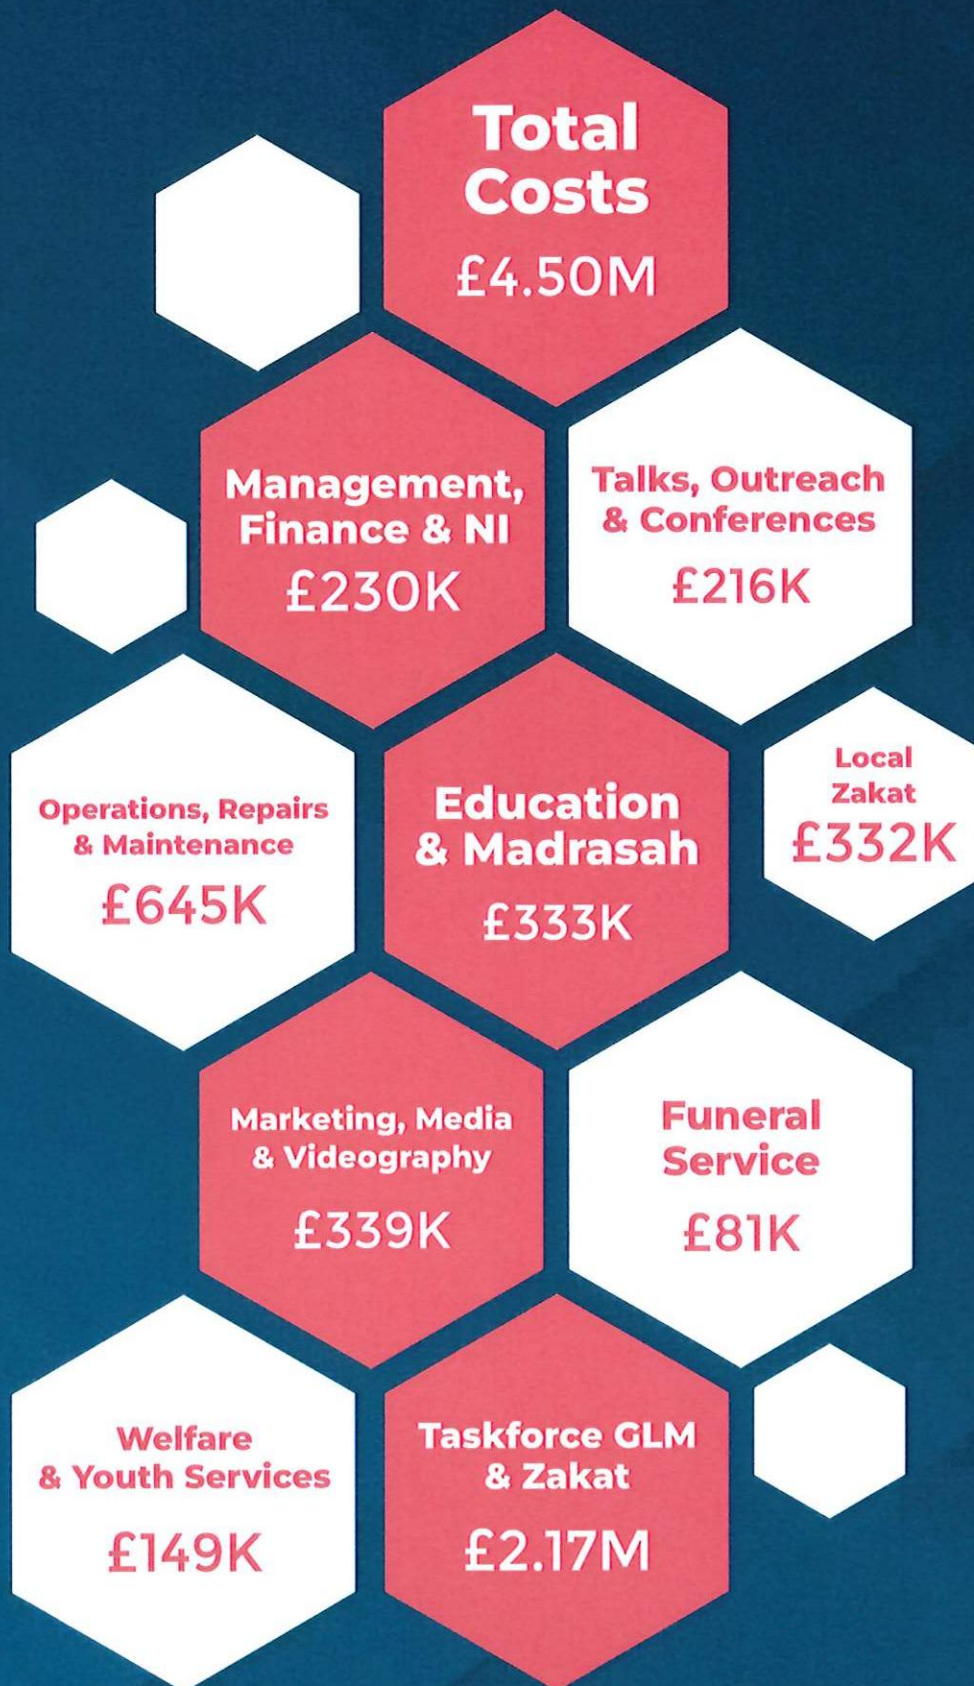 Total
Costs
£4.50M
Management,
Finance & NI
£230K
Talks, Outreach
& Conferences
£216K
Operations, Repairs
& Maintenance
£645K
Education
& Madrasah
£333K
Local
Zakat
£332K
Marketing, Media
& Videography
£339K
Funeral
Service
£81K
Welfare
& Youth Services
£149K
Taskforce GLM
& Zakat
£2.17M